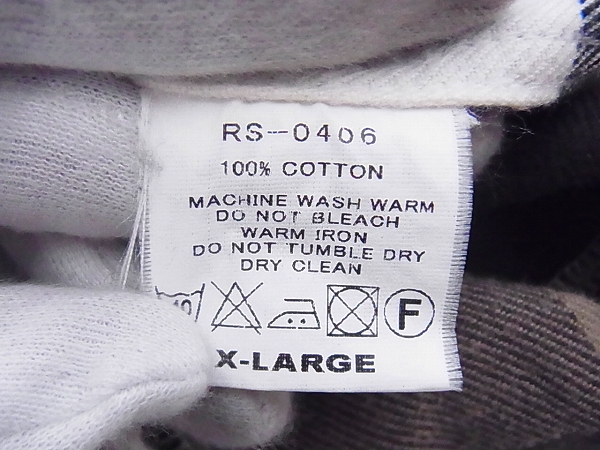 RS-0406
100% COTTON
MACHINE WASH WARM
DO NOT BLEACH
WARM IRON
DO NOT TUMBLE DRY
DRY CLEAN
40 F
X-LARGE